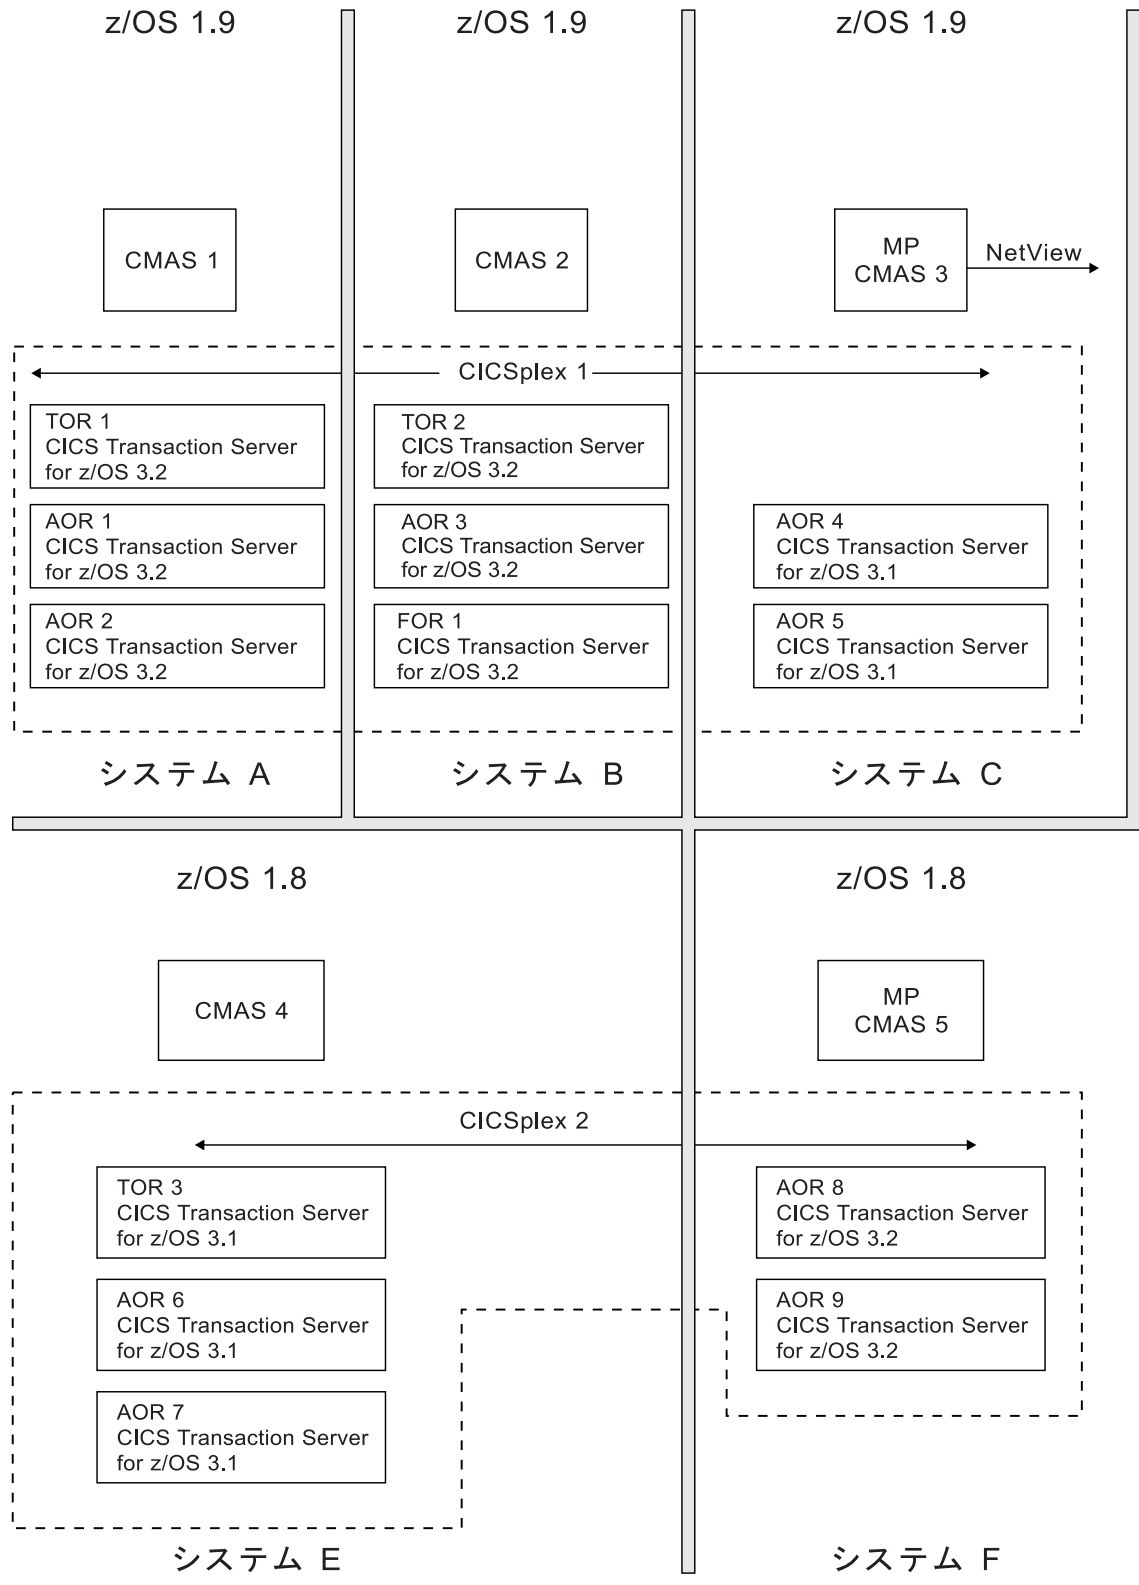 z/OS 1.9
z/OS 1.9
z/OS 1.9
CMAS 1
CMAS 2
MP
CMAS 3
NetView
CICSplex 1
TOR 1
CICS Transaction Server
for z/OS 3.2
TOR 2
CICS Transaction Server
for z/OS 3.2
AOR 1
CICS Transaction Server
for z/OS 3.2
AOR 3
CICS Transaction Server
for z/OS 3.2
AOR 4
CICS Transaction Server
for z/OS 3.1
AOR 2
CICS Transaction Server
for z/OS 3.2
FOR 1
CICS Transaction Server
for z/OS 3.2
AOR 5
CICS Transaction Server
for z/OS 3.1
システム A
システム B
システム C
z/OS 1.8
z/OS 1.8
CMAS 4
MP
CMAS 5
CICSplex 2
TOR 3
CICS Transaction Server
for z/OS 3.1
AOR 8
CICS Transaction Server
for z/OS 3.2
AOR 6
CICS Transaction Server
for z/OS 3.1
AOR 9
CICS Transaction Server
for z/OS 3.2
AOR 7
CICS Transaction Server
for z/OS 3.1
システム E
システム F